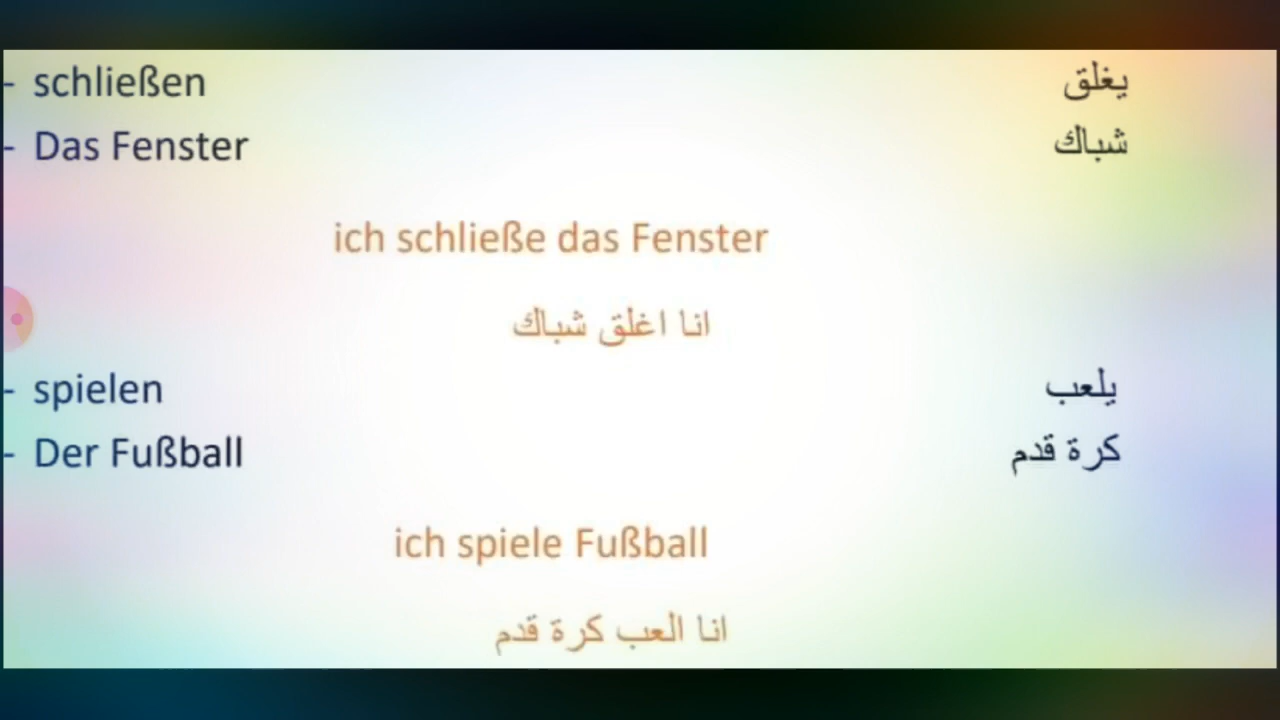 - schließen يغلق
- Das Fenster شباك
ich schließe das Fenster
انا اغلق شباك
- spielen يلعب
- Der Fußball كرة قدم
ich spiele Fußball
انا العب كرة قدم